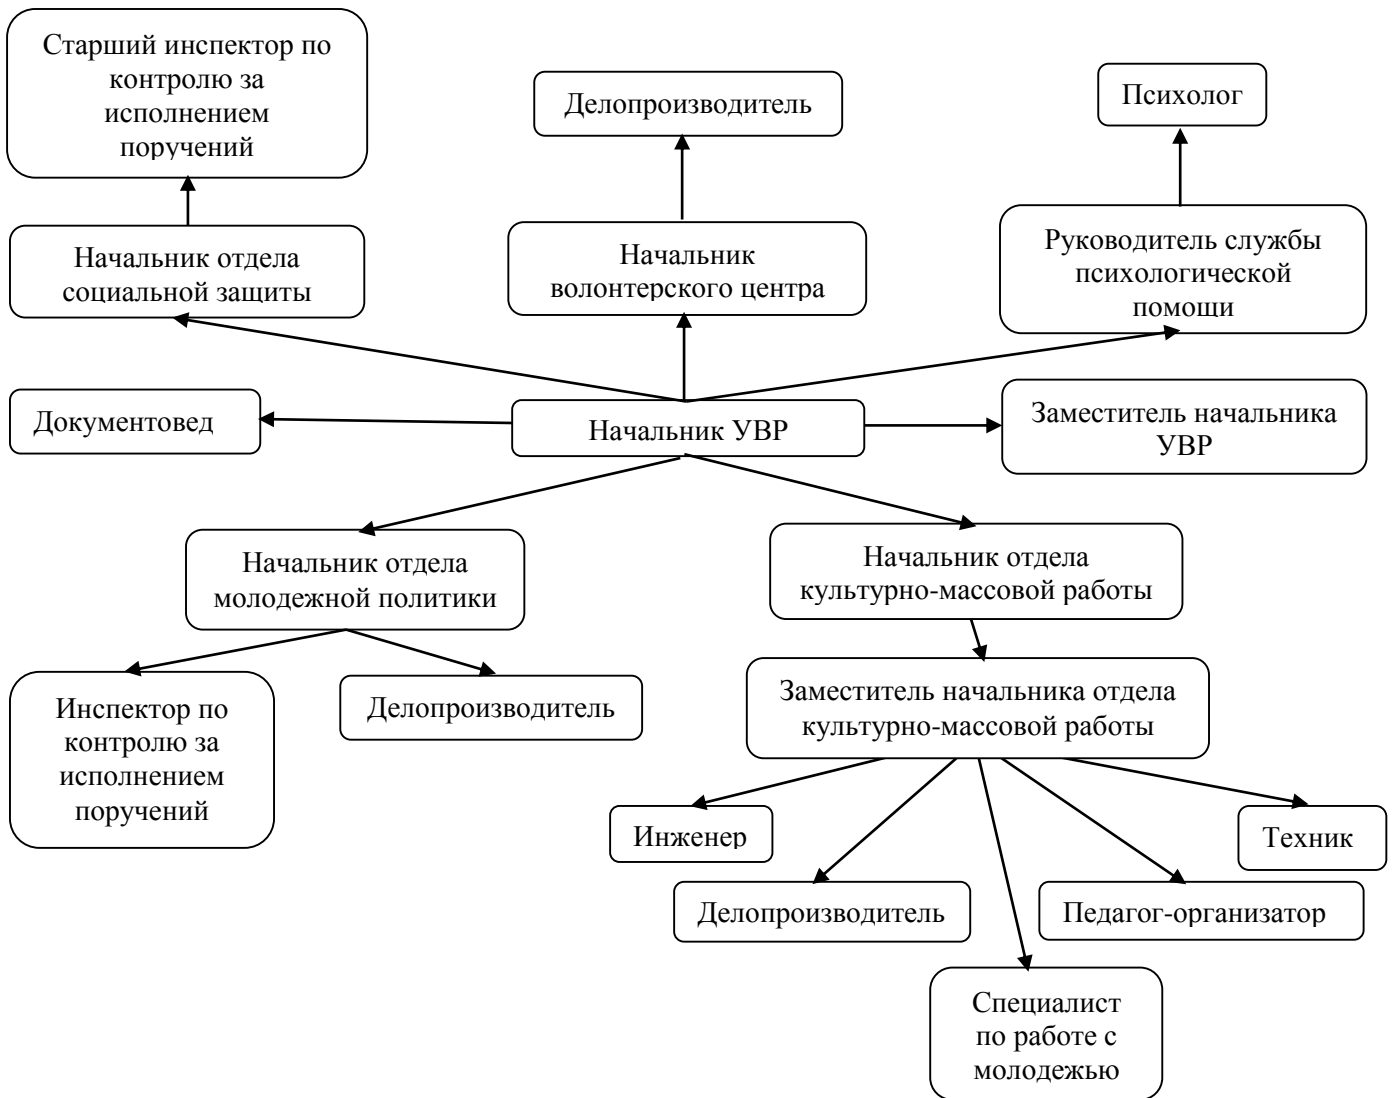 Старший инспектор по
контролю за
исполнением
поручений
Делопроизводитель
Психолог
Начальник отдела
социальной защиты
Начальник
волонтерского центра
Руководитель службы
психологической
помощи
Документовед
Начальник УВР
Заместитель начальника
УВР
Начальник отдела
молодежной политики
Начальник отдела
культурно-массовой работы
Инспектор по
контролю за
исполнением
поручений
Делопроизводитель
Заместитель начальника отдела
культурно-массовой работы
Инженер
Техник
Делопроизводитель
Педагог-организатор
Специалист
по работе с
молодежью